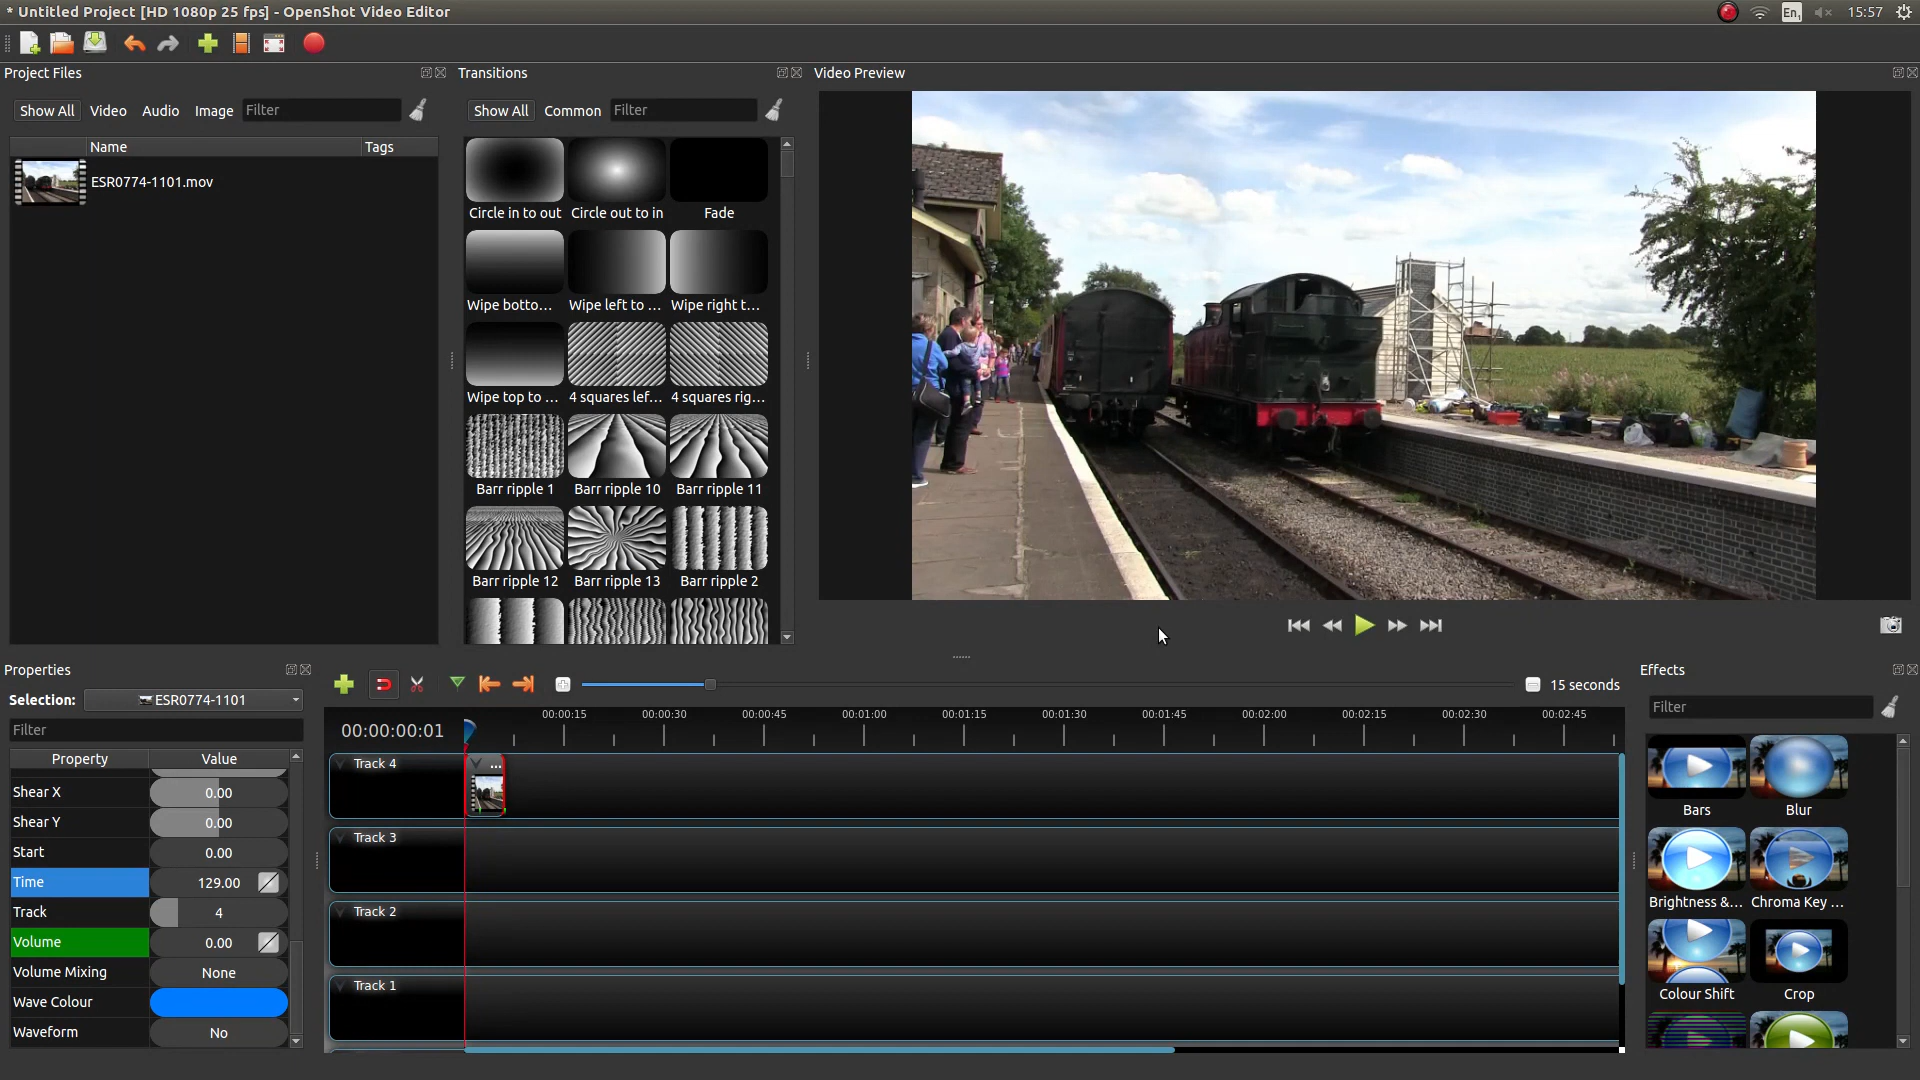 * Untitled Project [HD 1080p 25 fps] - OpenShot Video Editor
En1
15:57
Project Files
Transitions
Video Preview
Show All Video Audio Image Filter
Show All Common Filter
Name Tags
ESR0774-1101.mov
Circle in to out Circle out to in Fade
Wipe botto... Wipe left to ... Wipe right t...
Wipe top to ... 4 squares lef... 4 squares rig...
Barr ripple 1 Barr ripple 10 Barr ripple 11
Barr ripple 12 Barr ripple 13 Barr ripple 2
Properties
Selection: ESR0774-1101
Filter
Property Value
Shear X 0.00
Shear Y 0.00
Start 0.00
Time 129.00
Track 4
Volume 0.00
Volume Mixing None
Wave Colour
Waveform No
15 seconds
00:00:00:01
00:00:15 00:00:30 00:00:45 00:01:00 00:01:15 00:01:30 00:01:45 00:02:00 00:02:15 00:02:30 00:02:45
Track 4
...
Track 3
Track 2
Track 1
Effects
Filter
Bars Blur
Brightness &... Chroma Key ...
Colour Shift Crop